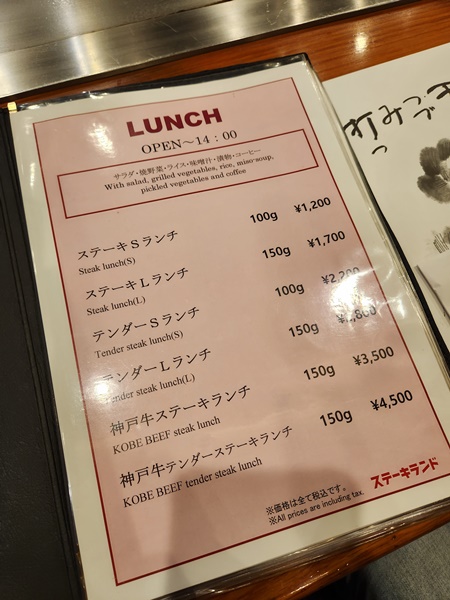 LUNCH
OPEN～14：00
サラダ・焼野菜・ライス・味噌汁・漬物・コーヒー
With salad, grilled vegetables, rice, miso-soup,
pickled vegetables and coffee
ステーキSランチ 100g ¥1,200
Steak lunch(S)
ステーキLランチ 150g ¥1,700
Steak lunch(L)
テンダーSランチ 100g ¥2,200
Tender steak lunch(S)
テンダーLランチ 150g
Tender steak lunch(L)
神戸牛ステーキランチ 150g ¥3,500
KOBE BEEF steak lunch
神戸牛テンダーステーキランチ 150g ¥4,500
KOBE BEEF tender steak lunch
※価格は全て税込です。
※All prices are including tax.
ステーキランド